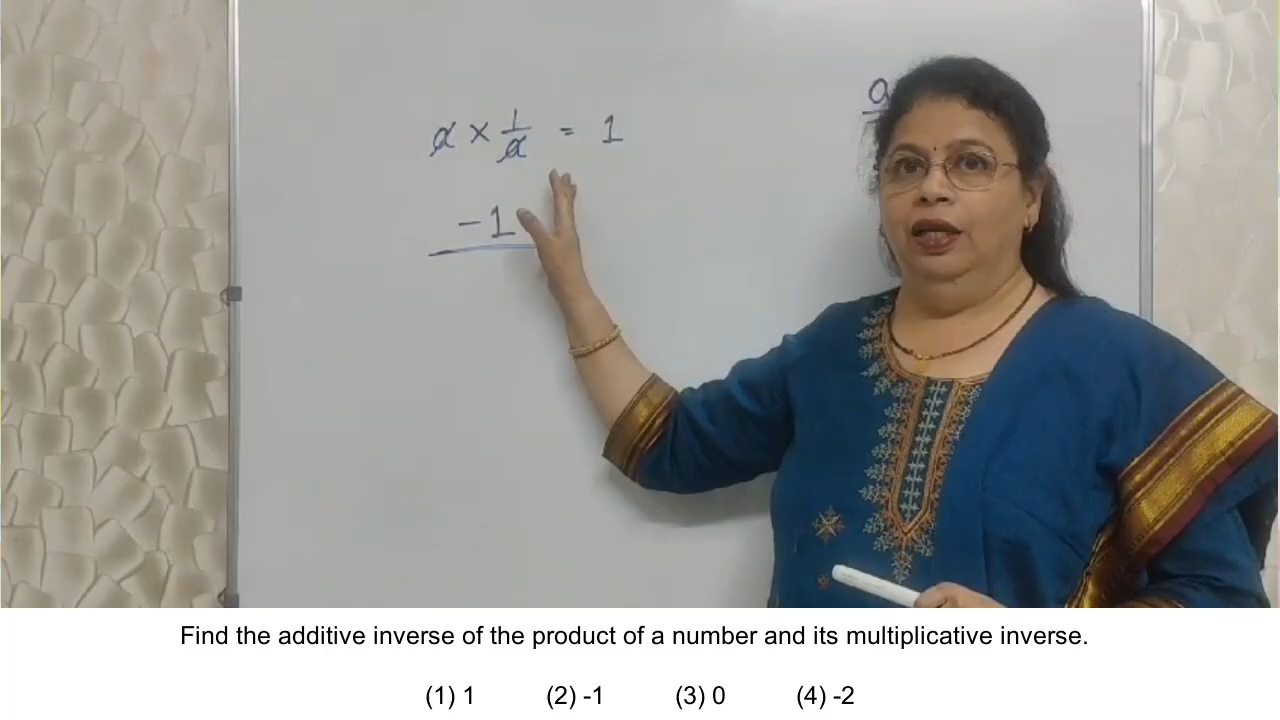 a × 1/a = 1
a
-1
Find the additive inverse of the product of a number and its multiplicative inverse.
(1) 1 (2) -1 (3) 0 (4) -2